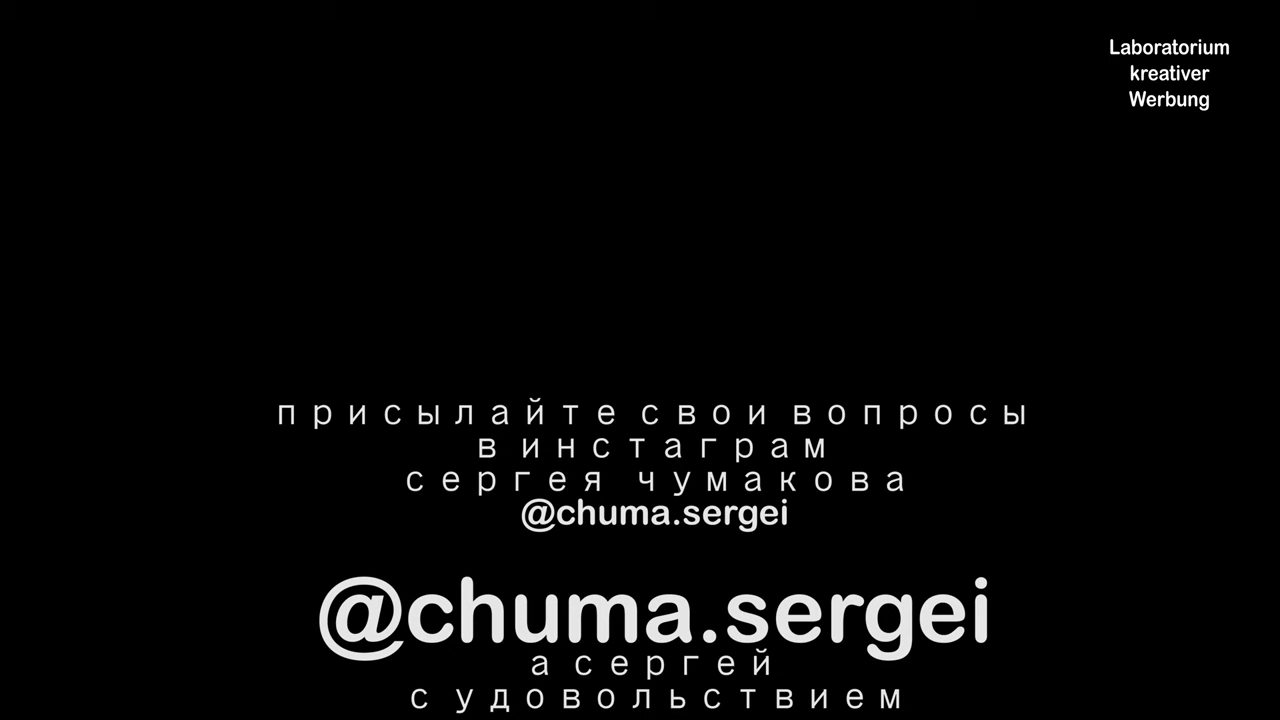 Laboratorium
kreativer
Werbung
присылайте свои вопросы
в инстаграм
сергея чумакова
@chuma.sergei
@chuma.sergei
а сергей
с удовольствием